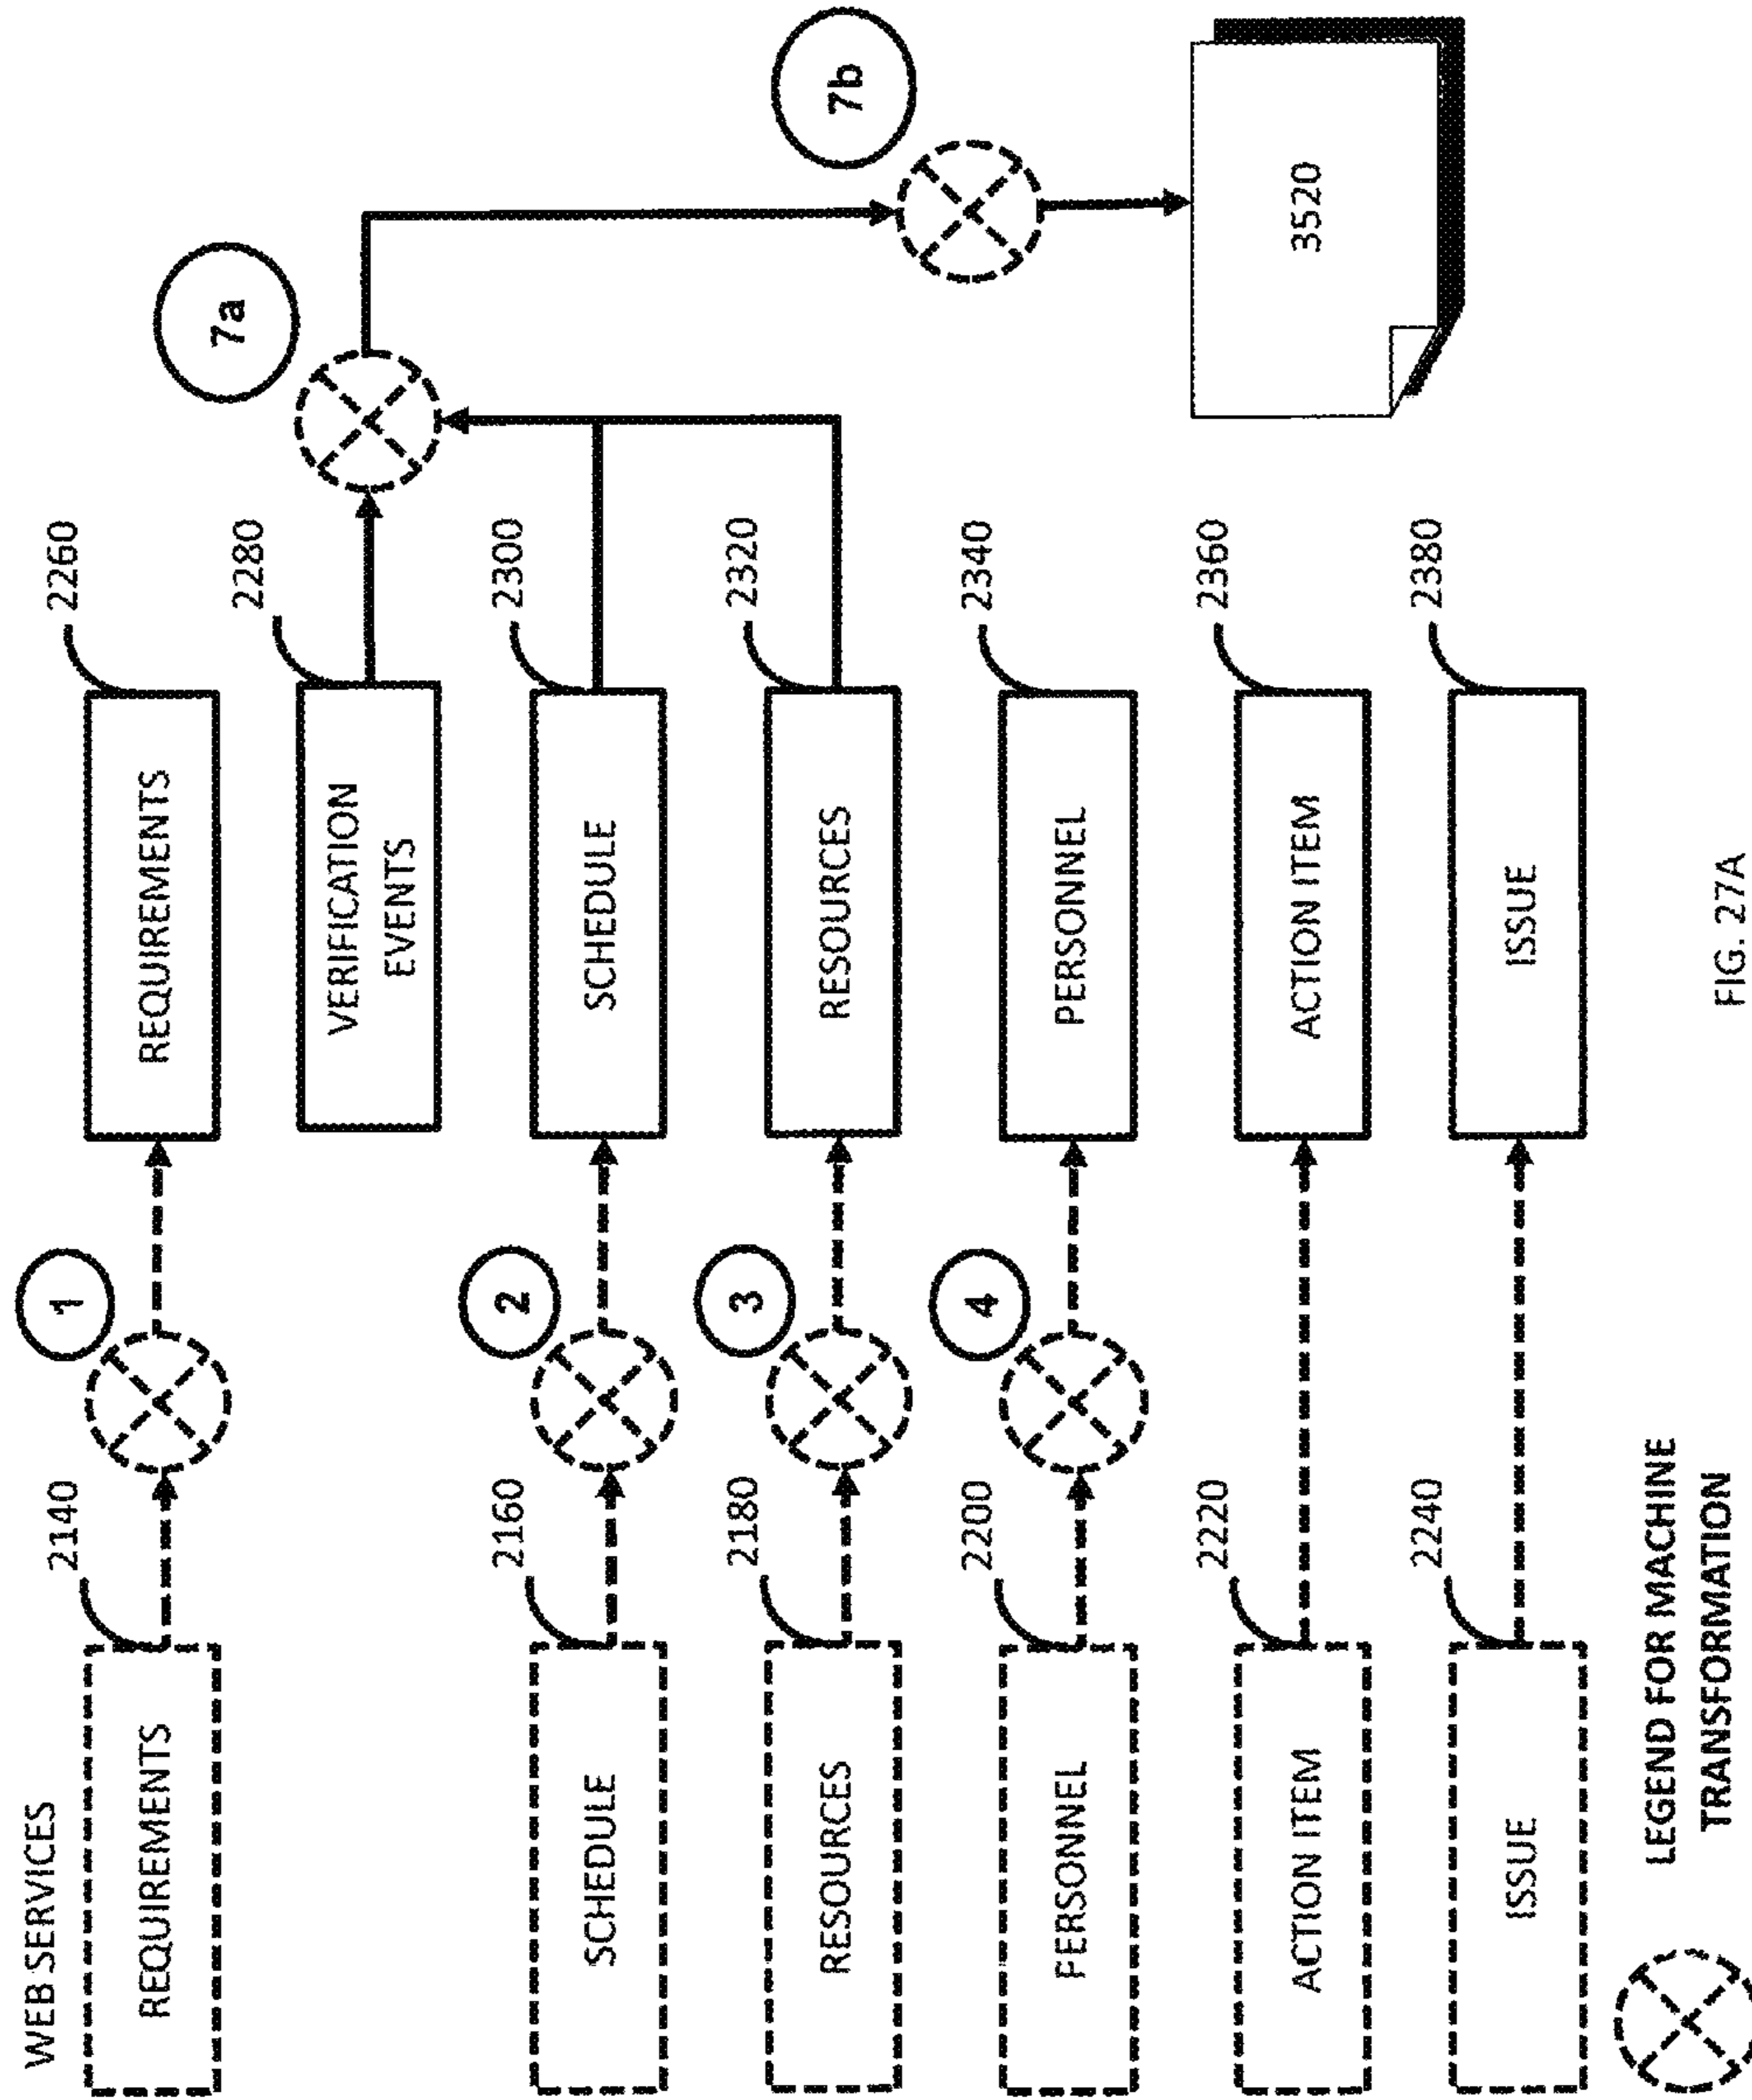 WEB SERVICES
2140
1
2260
REQUIREMENTS
REQUIREMENTS
7a
2280
VERIFICATION
EVENTS
2160
2
2300
SCHEDULE
SCHEDULE
2180
3
2320
RESOURCES
RESOURCES
7b
2200
4
2340
PERSONNEL
PERSONNEL
2220
2360
ACTION ITEM
ACTION ITEM
3520
2240
2380
ISSUE
ISSUE
LEGEND FOR MACHINE
TRANSFORMATION
FIG. 27A